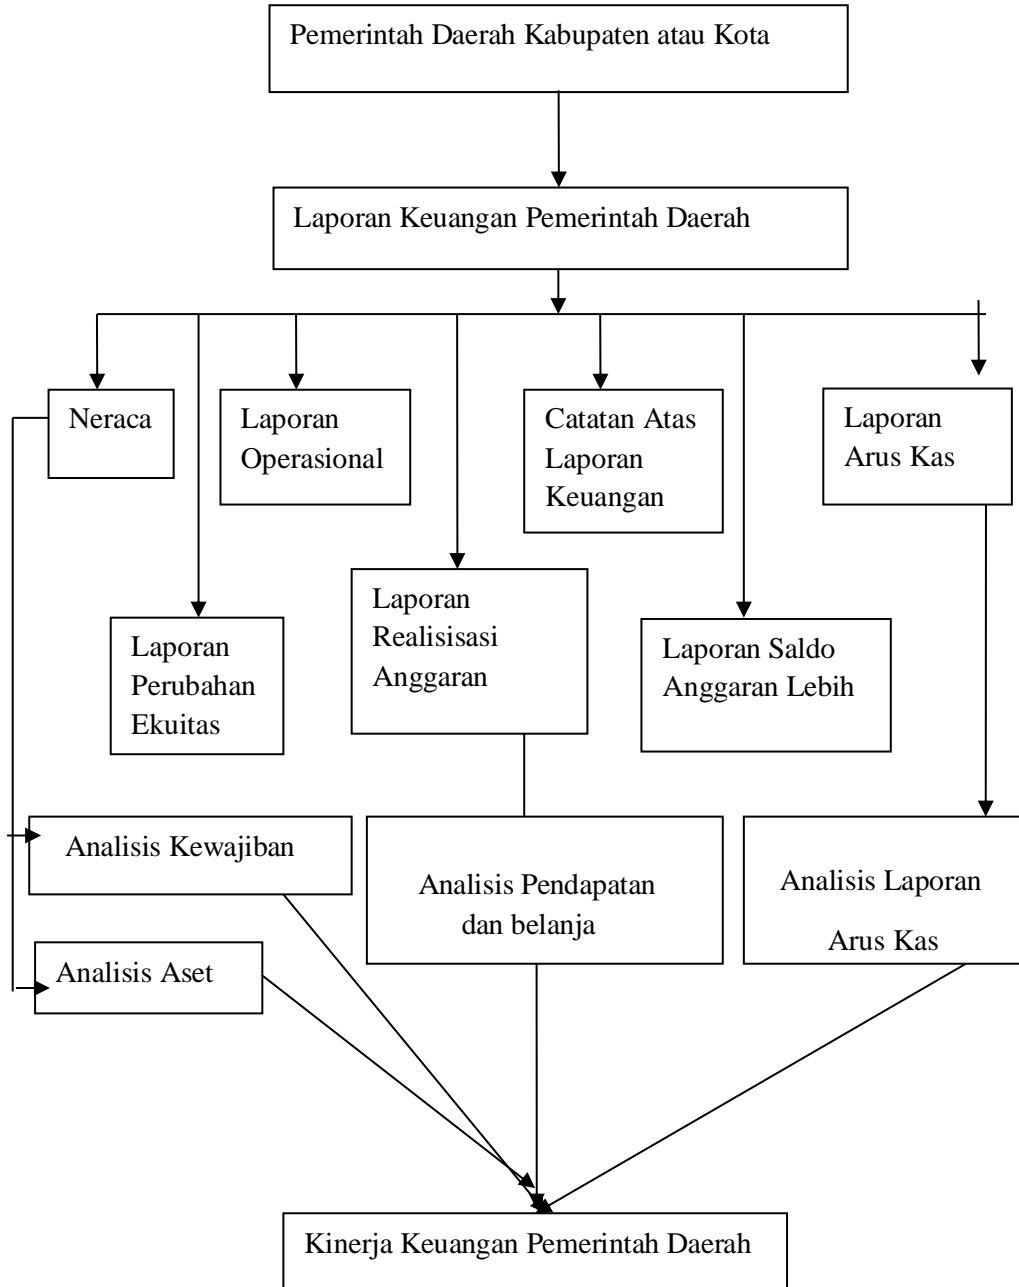 Pemerintah Daerah Kabupaten atau Kota
Laporan Keuangan Pemerintah Daerah
Neraca
Laporan
Operasional
Catatan Atas
Laporan
Keuangan
Laporan
Arus Kas
Laporan
Perubahan
Ekuitas
Laporan
Realisisasi
Anggaran
Laporan Saldo
Anggaran Lebih
Analisis Kewajiban
Analisis Pendapatan
dan belanja
Analisis Laporan
Arus Kas
Analisis Aset
Kinerja Keuangan Pemerintah Daerah